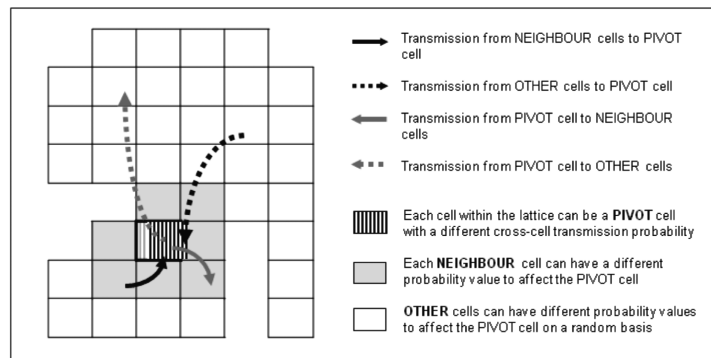 Transmission from NEIGHBOUR cells to PIVOT
cell
Transmission from OTHER cells to PIVOT cell
Transmission from PIVOT cell to NEIGHBOUR
cells
Transmission from PIVOT cell to OTHER cells
Each cell within the lattice can be a PIVOT cell
with a different cross-cell transmission probability
Each NEIGHBOUR cell can have a different
probability value to affect the PIVOT cell
OTHER cells can have different probability values
to affect the PIVOT cell on a random basis